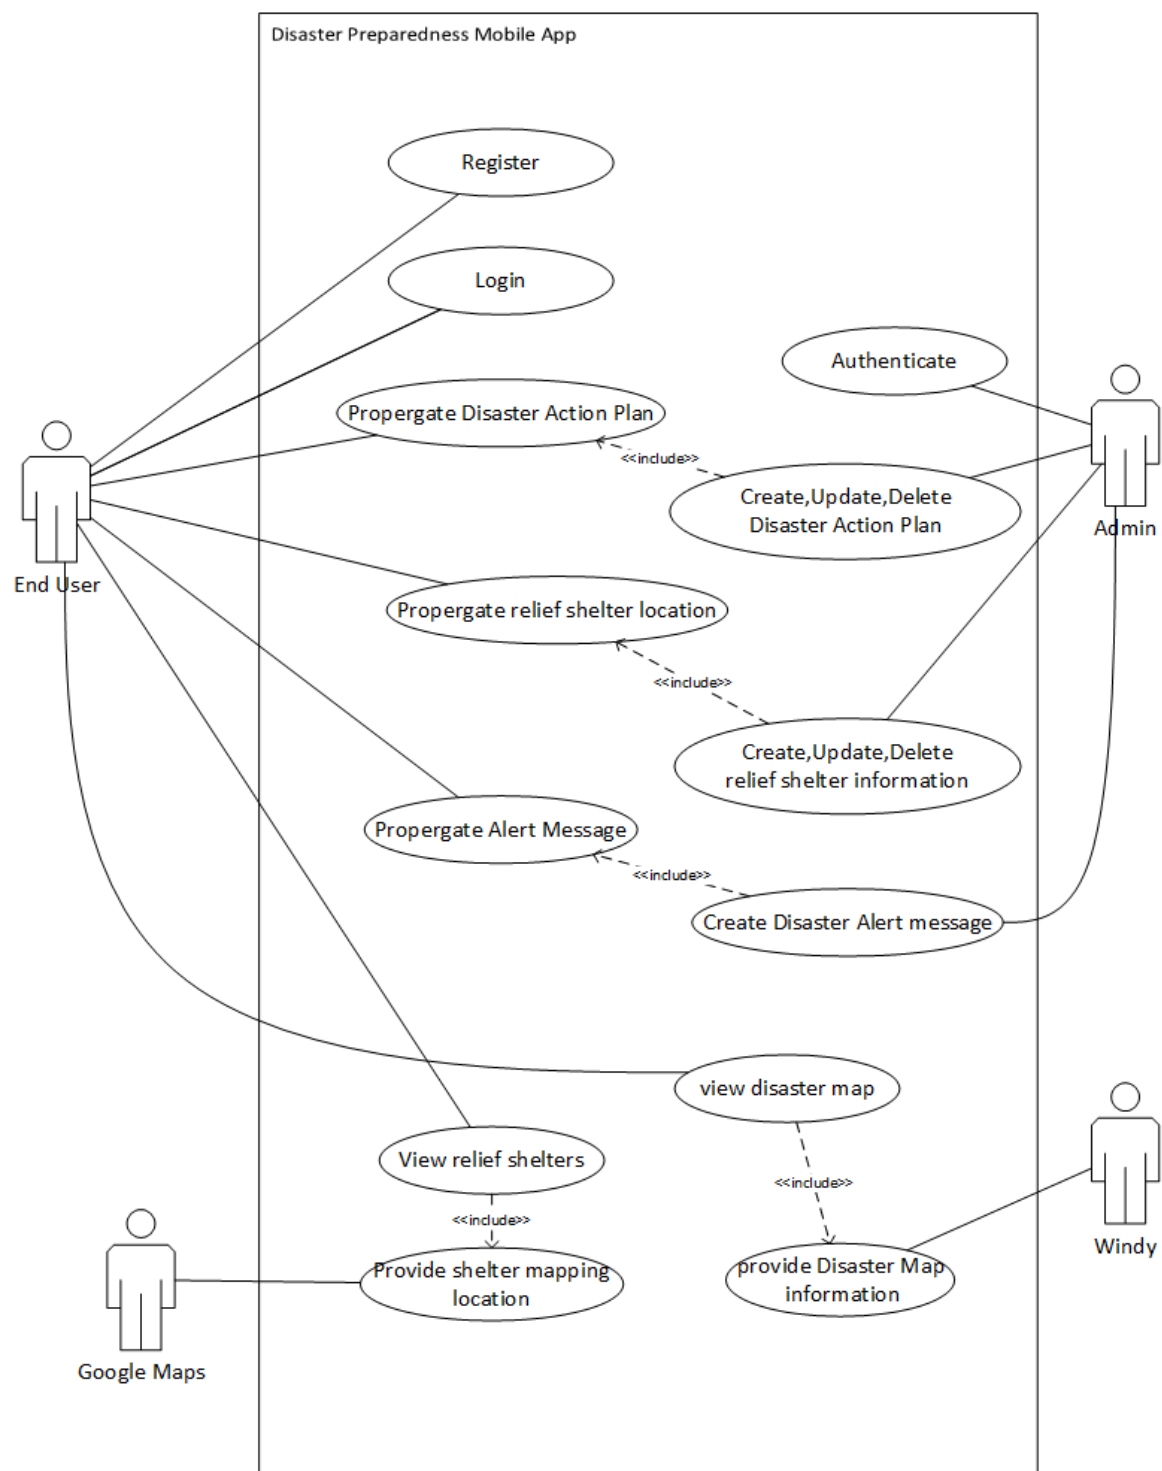 Disaster Preparedness Mobile App
Register
Login
Authenticate
Propergate Disaster Action Plan
<<include>>
Create,Update,Delete
Disaster Action Plan
Admin
End User
Propergate relief shelter location
<<include>>
Create,Update,Delete
relief shelter information
Propergate Alert Message
<<include>>
Create Disaster Alert message
view disaster map
View relief shelters
<<include>>
<<include>>
Windy
Provide shelter mapping
location
provide Disaster Map
information
Google Maps